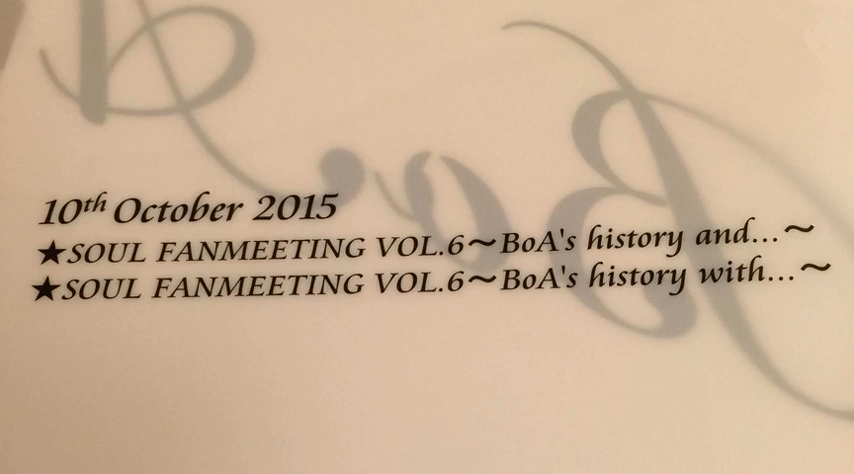 10th October 2015
★SOUL FANMEETING VOL.6～BoA's history and...～
★SOUL FANMEETING VOL.6～BoA's history with...～